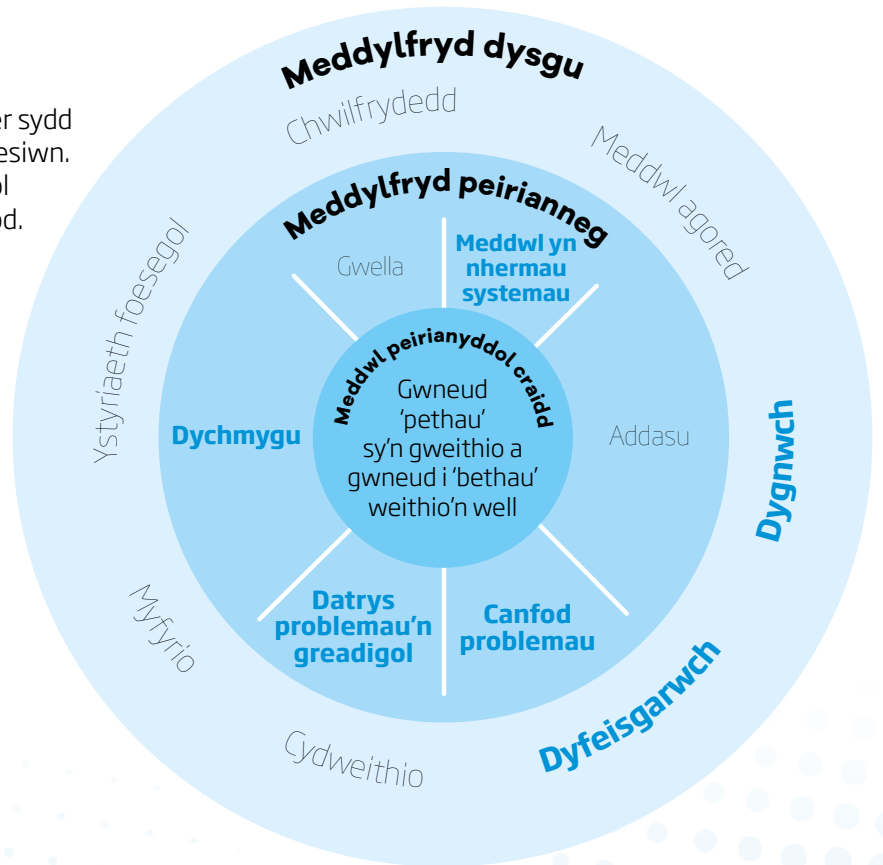 er sydd
esiwn.
ol
od.
Meddylfryd dysgu
Chwilfrydedd
Meddwl agored
Dygnwch
Dyfeisgarwch
Cydweithio
Myfyrio
Ystyriaeth foesegol
Meddylfryd peirianneg
Gwella
Meddwl yn
nhermau
systemau
Addasu
Canfod
problemau
Datrys
problemau’n
greadigol
Dychmygu
Meddwl peirianyddol craidd
Gwneud
‘pethau’
sy’n gweithio a
gwneud i ‘bethau’
weithio’n well